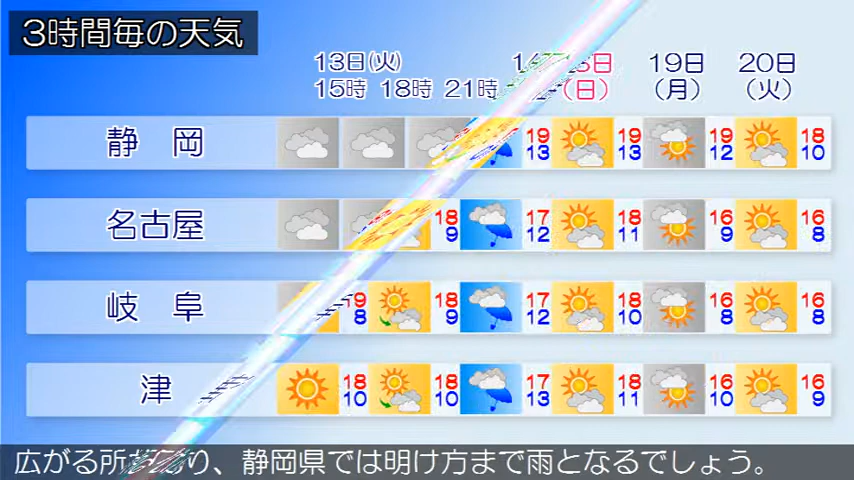 3時間毎の天気
13日(火) 18日 19日 20日
15時 18時 21時 (日) (月) (火)
静岡 19 13 19 13 19 12 18 10
名古屋 18 9 17 12 18 11 16 9 16 8
岐阜 19 8 18 9 17 12 18 10 16 8 16 8
津 18 10 18 10 17 13 18 11 16 10 16 9
広がる所があり、静岡県では明け方まで雨となるでしょう。